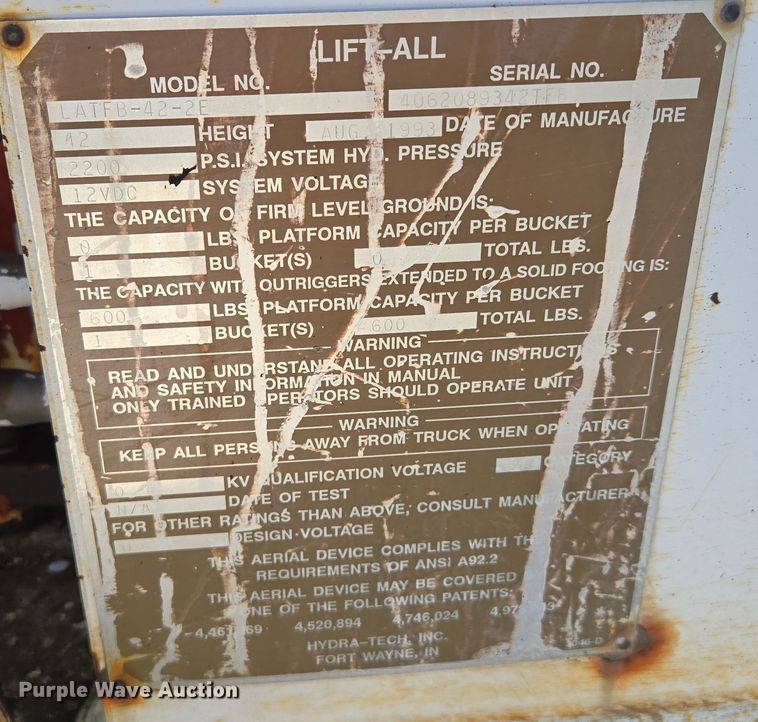 LIFT-ALL
MODEL NO. SERIAL NO.
LATFB-42-2E
42 HEIGHT AUG 1993 DATE OF MANUFACTURE
2200 P.S.I. SYSTEM HYD. PRESSURE
12VDC SYSTEM VOLTAGE
THE CAPACITY ON FIRM LEVEL GROUND IS:
0 LBS. PLATFORM CAPACITY PER BUCKET
1 BUCKET(S) 0 TOTAL LBS.
THE CAPACITY WITH OUTRIGGERS EXTENDED TO A SOLID FOOTING IS:
600 LBS. PLATFORM CAPACITY PER BUCKET
1 BUCKET(S) 600 TOTAL LBS.
WARNING
READ AND UNDERSTAND ALL OPERATING INSTRUCTIONS
AND SAFETY INFORMATION IN MANUAL
ONLY TRAINED OPERATORS SHOULD OPERATE UNIT
WARNING
KEEP ALL PERSONS AWAY FROM TRUCK WHEN OPERATING
0 KV QUALIFICATION VOLTAGE CATEGORY
N/A DATE OF TEST
FOR OTHER RATINGS THAN ABOVE, CONSULT MANUFACTURER
DESIGN VOLTAGE
THIS AERIAL DEVICE COMPLIES WITH THE
REQUIREMENTS OF ANSI A92.2
THIS AERIAL DEVICE MAY BE COVERED
ONE OF THE FOLLOWING PATENTS:
4,520,894 4,746,024
HYDRA-TECH, INC.
FORT WAYNE, IN
Purple Wave Auction